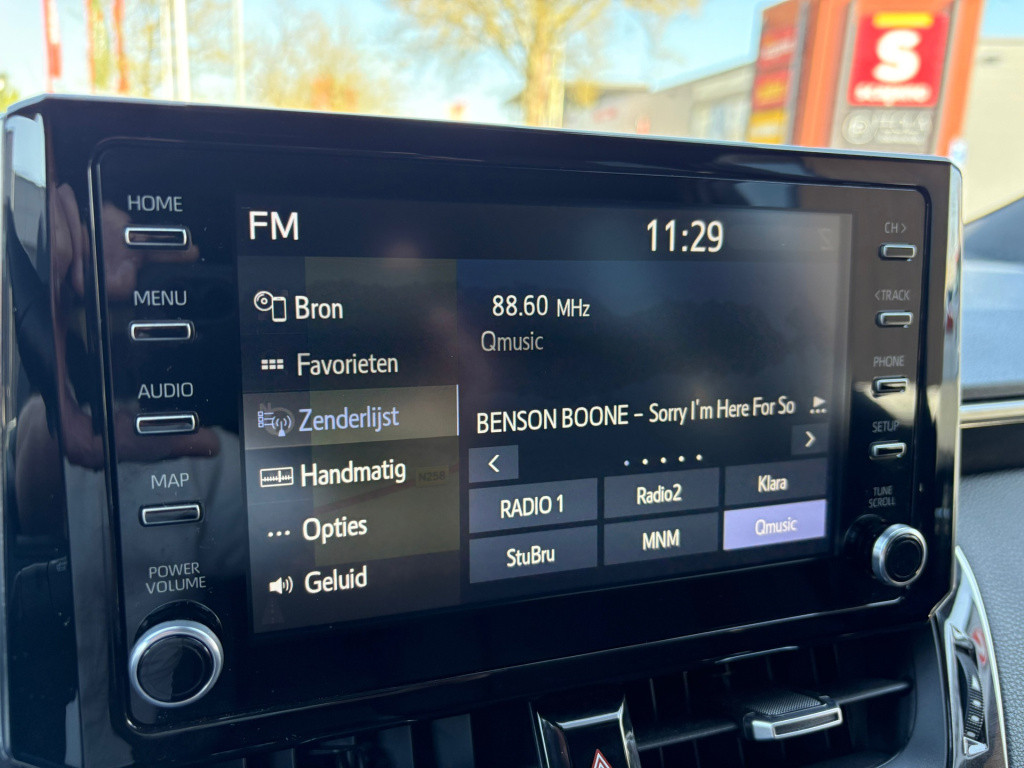 S
HOME
MENU
AUDIO
MAP
POWER
VOLUME
FM
11:29
Bron
Favorieten
Zenderlijst
Handmatig
Opties
Geluid
88.60 MHz
Qmusic
BENSON BOONE - Sorry I'm Here For So
RADIO 1
Radio2
Klara
StuBru
MNM
Qmusic
N258
CH >
< TRACK
PHONE
SETUP
TUNE
SCROLL